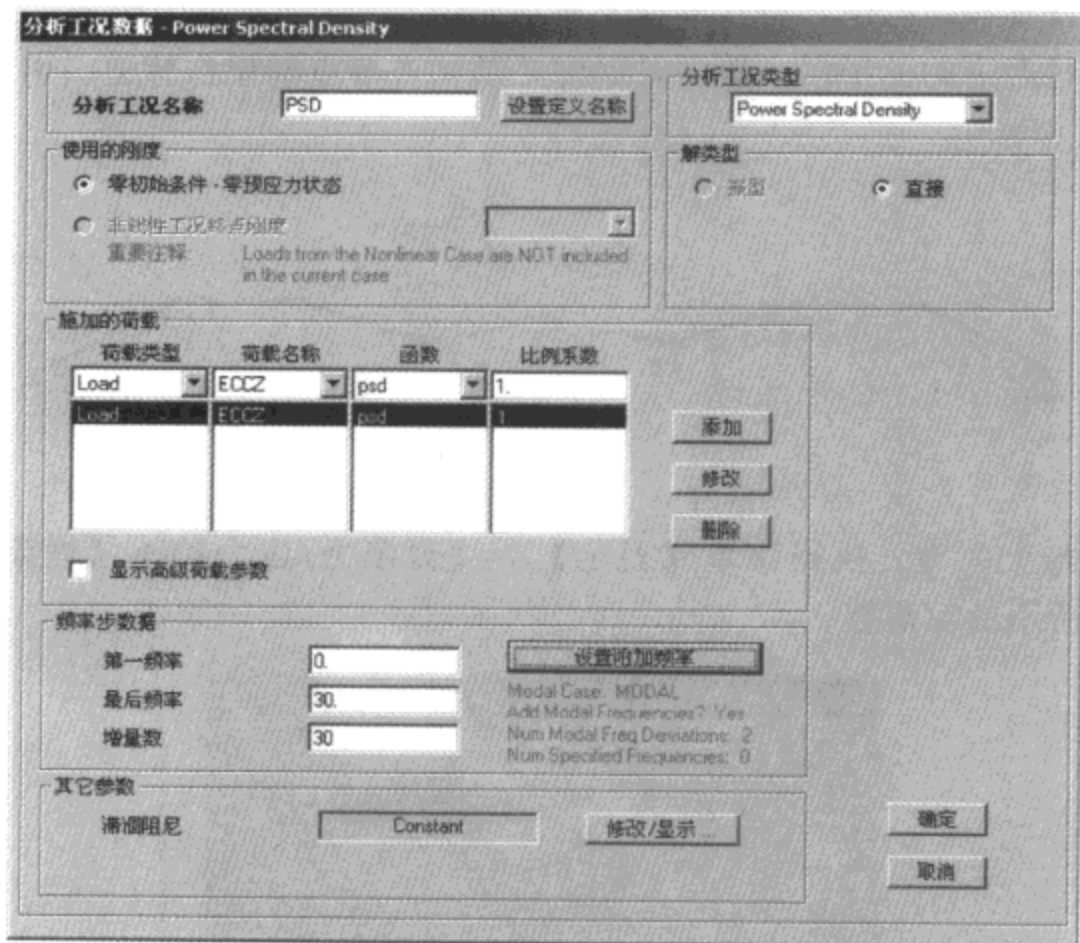 分析工况数据 - Power Spectral Density
分析工况名称 PSD 设置定义名称
分析工况类型
Power Spectral Density
使用的刚度
零初始条件 - 零预应力状态
非线性工况终点刚度
重要注释: Loads from the Nonlinear Case are NOT included
in the current case
解类型
振型 直接
施加的荷载
荷载类型 荷载名称 函数 比例系数
Load ECCZ psd 1.
Load ECCZ psd 1.
添加
修改
删除
显示高级荷载参数
频率步数据
第一频率 0.
最后频率 30.
增量数 30
设置附加频率
Modal Case: MODAL
Add Modal Frequencies? Yes
Num Modal Freq Deviations: 2
Num Specified Frequencies: 0
其它参数
滞洄阻尼 Constant 修改/显示...
确定
取消